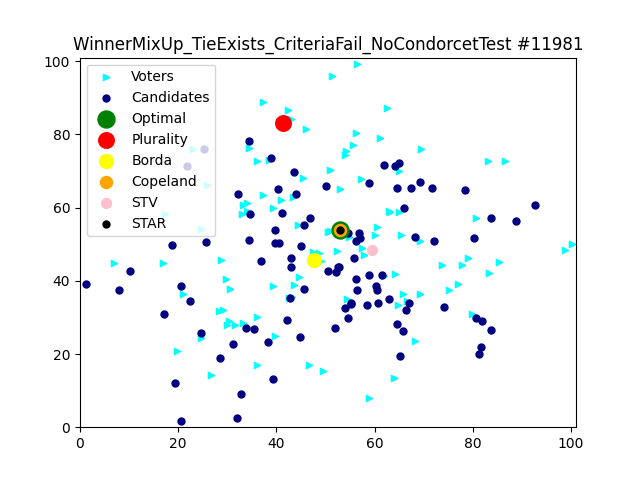 WinnerMixUp_TieExists_CriteriaFail_NoCondorcetTest #11981
Voters
Candidates
Optimal
Plurality
Borda
Copeland
STV
STAR
100
80
60
40
20
0
0 20 40 60 80 100